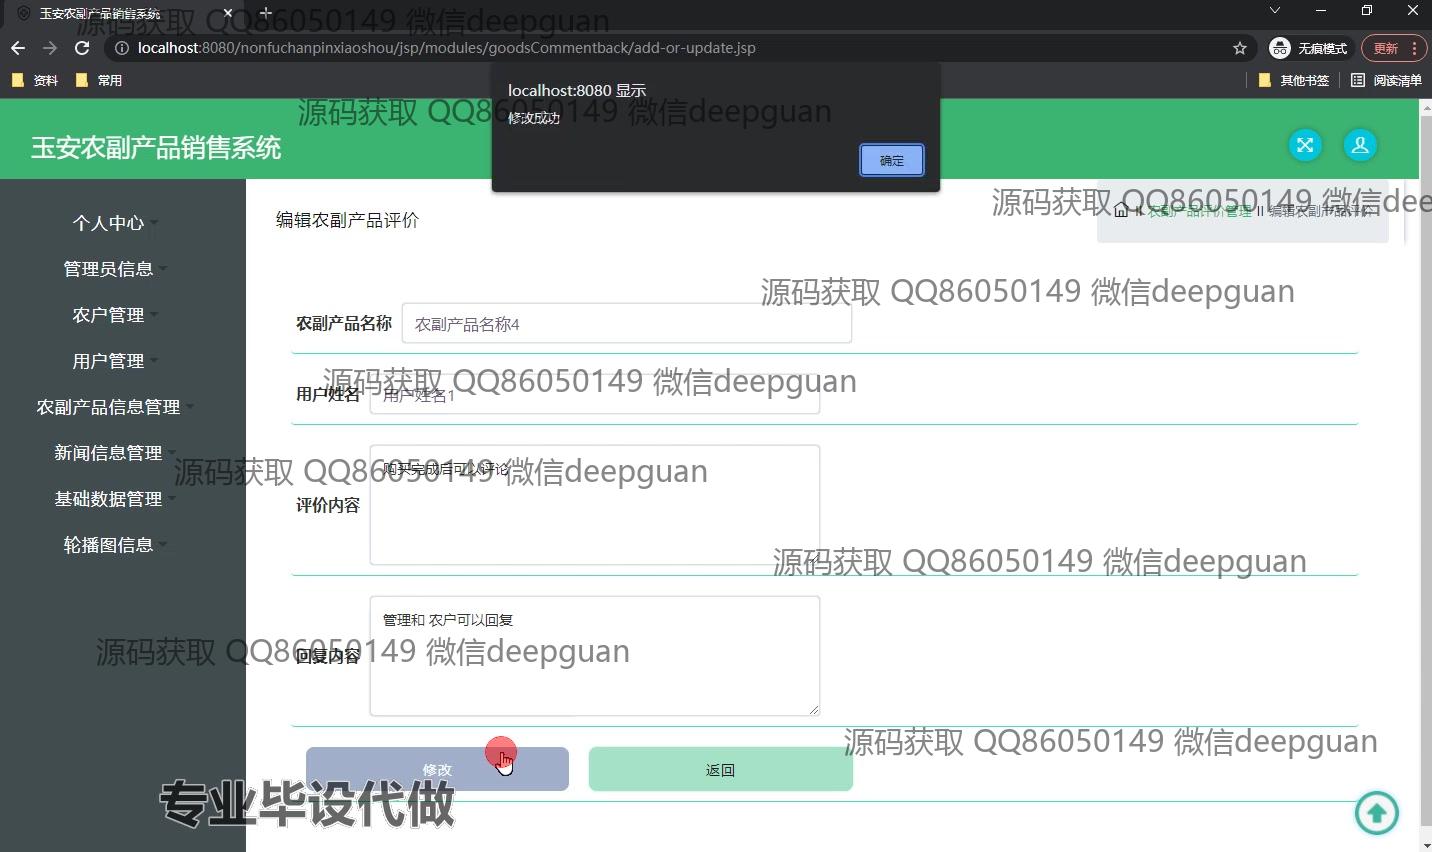 玉安农副产品销售系统
源码获取 QQ86050149 微信deepguan
localhost:8080/nonfuchanpinxiaoshou/jsp/modules/goodsCommentback/add-or-update.jsp
无痕模式
更新
资料
常用
其他书签
阅读清单
localhost:8080 显示
源码获取 QQ86050149 微信deepguan
修改成功
确定
玉安农副产品销售系统
源码获取 QQ86050149 微信dee
个人中心
编辑农副产品评价
农副产品评价管理 II 编辑农副产品评价
管理员信息
源码获取 QQ86050149 微信deepguan
农户管理
农副产品名称
农副产品名称4
用户管理
源码获取 QQ86050149 微信deepguan
用户姓名
用户姓名1
农副产品信息管理
新闻信息管理
源码获取 QQ86050149 微信deepguan
购买完成后可以评论
基础数据管理
评价内容
轮播图信息
源码获取 QQ86050149 微信deepguan
管理和 农户可以回复
源码获取 QQ86050149 微信deepguan
回复内容
源码获取 QQ86050149 微信deepguan
修改
返回
专业毕设代做